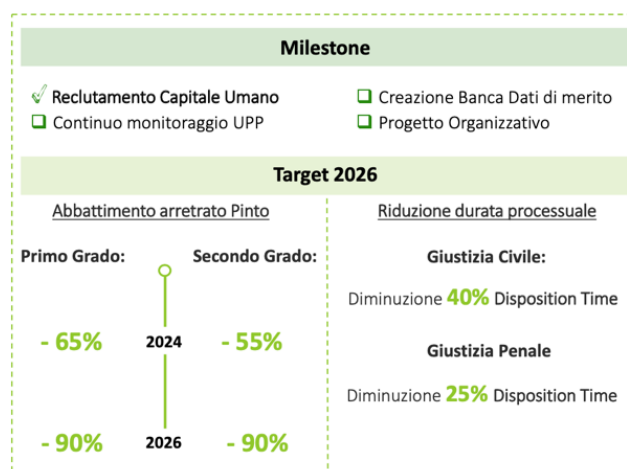 Milestone
Reclutamento Capitale Umano
Continuo monitoraggio UPP
Creazione Banca Dati di merito
Progetto Organizzativo
Target 2026
Abbattimento arretrato Pinto
Primo Grado:
Secondo Grado:
- 65% 2024 - 55%
- 90% 2026 - 90%
Riduzione durata processuale
Giustizia Civile:
Diminuzione 40% Disposition Time
Giustizia Penale
Diminuzione 25% Disposition Time